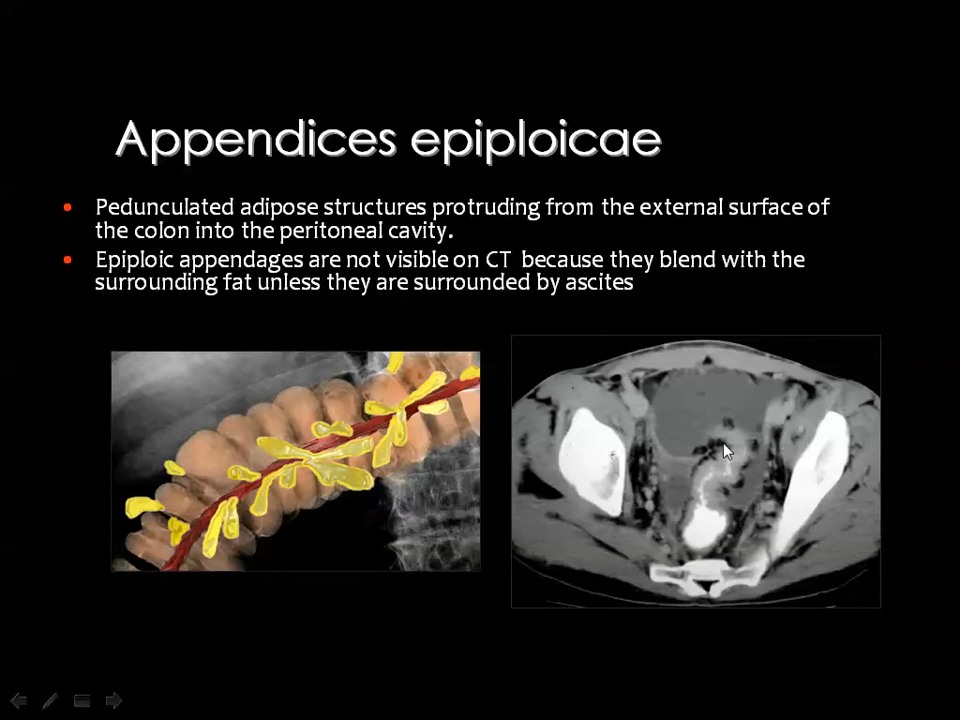 Appendices epiploicae
• Pedunculated adipose structures protruding from the external surface of
the colon into the peritoneal cavity.
• Epiploic appendages are not visible on CT because they blend with the
surrounding fat unless they are surrounded by ascites